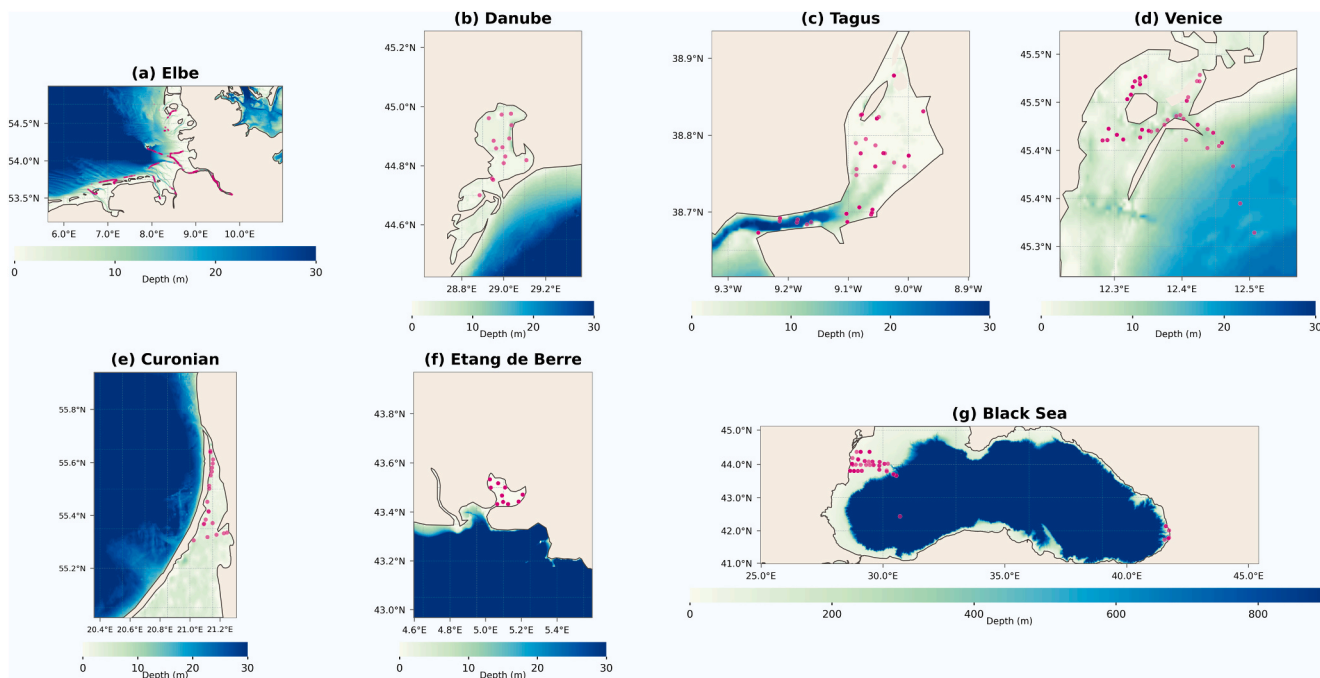 (a) Elbe
54.5°N
54.0°N
53.5°N
6.0°E 7.0°E 8.0°E 9.0°E 10.0°E
0 10 20 30
Depth (m)
(b) Danube
45.2°N
45.0°N
44.8°N
44.6°N
28.8°E 29.0°E 29.2°E
0 10 20 30
Depth (m)
(c) Tagus
38.9°N
38.8°N
38.7°N
9.3°W 9.2°W 9.1°W 9.0°W 8.9°W
0 10 20 30
Depth (m)
(d) Venice
45.5°N
45.5°N
45.4°N
45.4°N
45.3°N
12.3°E 12.4°E 12.5°E
0 10 20 30
Depth (m)
(e) Curonian
55.8°N
55.6°N
55.4°N
55.2°N
20.4°E 20.6°E 20.8°E 21.0°E 21.2°E
0 10 20 30
Depth (m)
(f) Etang de Berre
43.8°N
43.6°N
43.4°N
43.2°N
43.0°N
4.6°E 4.8°E 5.0°E 5.2°E 5.4°E
0 10 20 30
Depth (m)
(g) Black Sea
45.0°N
44.0°N
43.0°N
42.0°N
41.0°N
25.0°E 30.0°E 35.0°E 40.0°E 45.0°E
0 200 400 600 800
Depth (m)